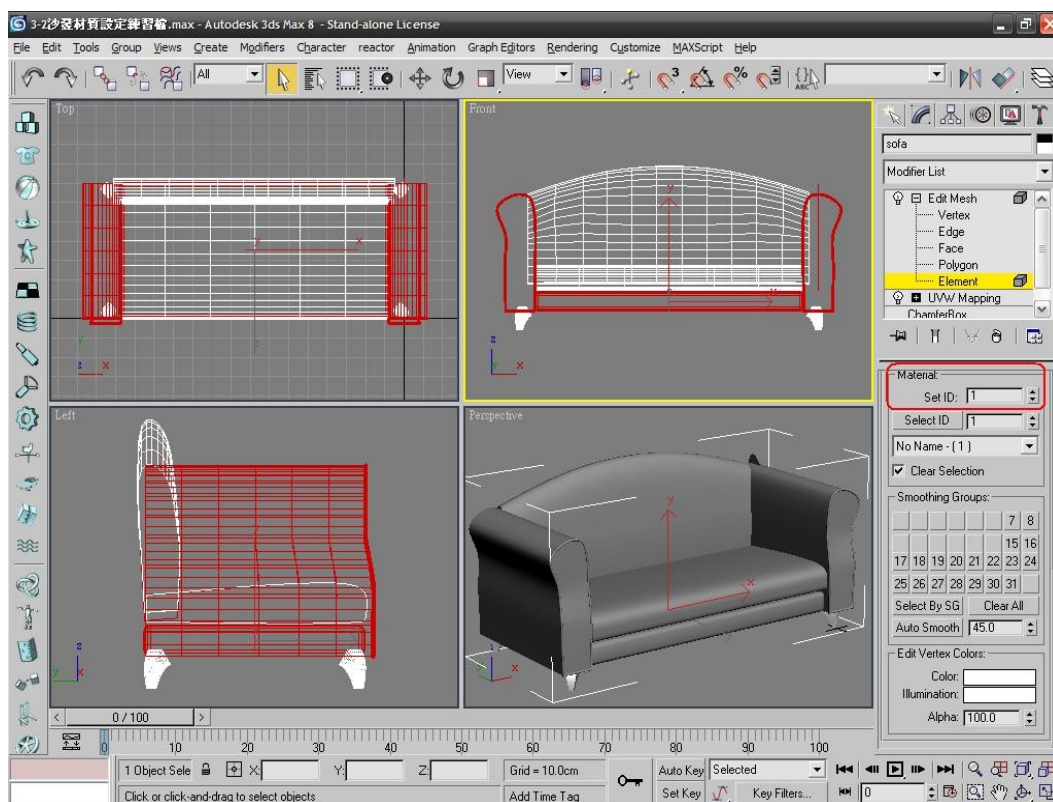 3-2沙發材質設定練習檔.max - Autodesk 3ds Max 8 - Stand-alone License
File Edit Tools Group Views Create Modifiers Character reactor Animation Graph Editors Rendering Customize MAXScript Help
All
View
3
%
ABC
Top
y
x
y
z x
Front
y
x
z
x
Left
z
y x
Perspective
y
x
z
x
sofa
Modifier List
Edit Mesh
Vertex
Edge
Face
Polygon
Element
UVW Mapping
ChamferBox
Material:
Set ID: 1
Select ID 1
No Name - ( 1 )
Clear Selection
Smoothing Groups:
7 8
15 16
17 18 19 20 21 22 23 24
25 26 27 28 29 30 31
Select By SG Clear All
Auto Smooth 45.0
Edit Vertex Colors:
Color:
Illumination:
Alpha: 100.0
< 0 / 100 >
0 10 20 30 40 50 60 70 80 90 100
1 Object Sele X: Y: Z: Grid = 10.0cm Auto Key Selected
Click or click-and-drag to select objects Add Time Tag Set Key Key Filters... 0